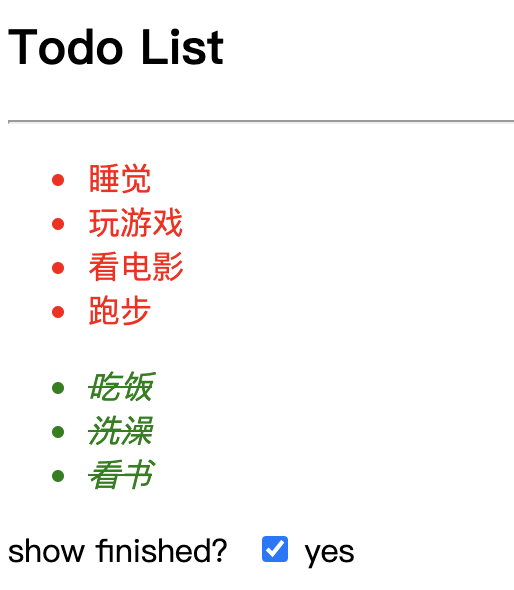 Todo List
睡觉
玩游戏
看电影
跑步
吃饭
洗澡
看书
show finished? yes